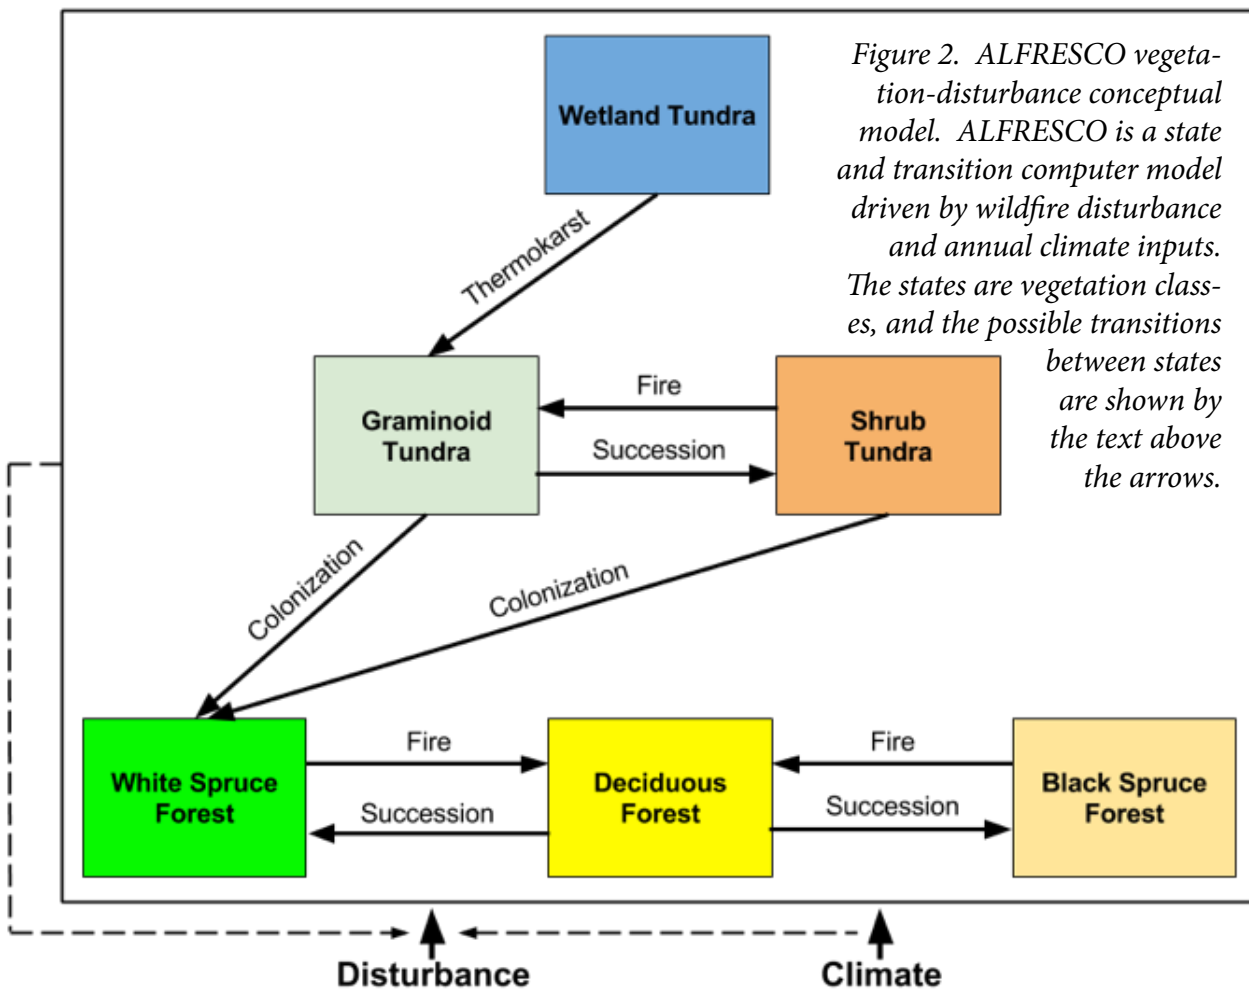 Figure 2. ALFRESCO vegeta-
tion-disturbance conceptual
model. ALFRESCO is a state
and transition computer model
driven by wildfire disturbance
and annual climate inputs.
The states are vegetation class-
es, and the possible transitions
between states
are shown by
the text above
the arrows.
Wetland Tundra
Thermokarst
Graminoid
Tundra
Fire
Succession
Shrub
Tundra
Colonization
Colonization
White Spruce
Forest
Fire
Succession
Deciduous
Forest
Fire
Succession
Black Spruce
Forest
Disturbance
Climate